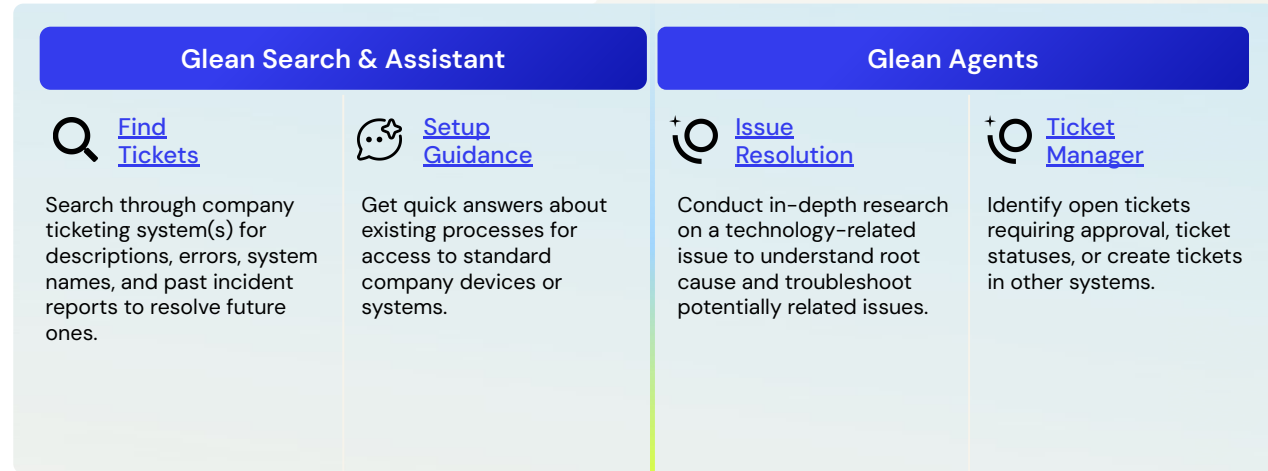 Glean Search & Assistant
Glean Agents
Find
Tickets
Setup
Guidance
Issue
Resolution
Ticket
Manager
Search through company
ticketing system(s) for
descriptions, errors, system
names, and past incident
reports to resolve future
ones.
Get quick answers about
existing processes for
access to standard
company devices or
systems.
Conduct in-depth research
on a technology-related
issue to understand root
cause and troubleshoot
potentially related issues.
Identify open tickets
requiring approval, ticket
statuses, or create tickets
in other systems.